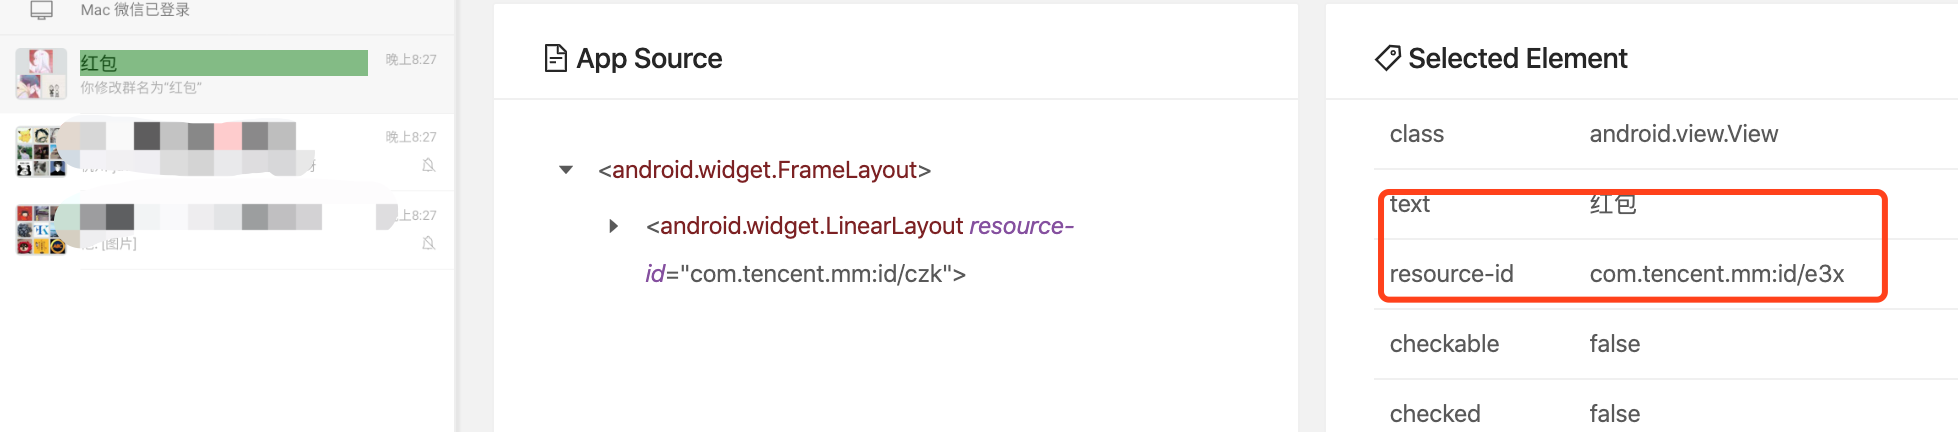 Mac 微信已登录
红包
晚上8:27
你修改群名为“红包”
晚上8:27
晚上8:27
[图片]
App Source
<android.widget.FrameLayout>
<android.widget.LinearLayout resource-
id="com.tencent.mm:id/czk">
Selected Element
class android.view.View
text 红包
resource-id com.tencent.mm:id/e3x
checkable false
checked false